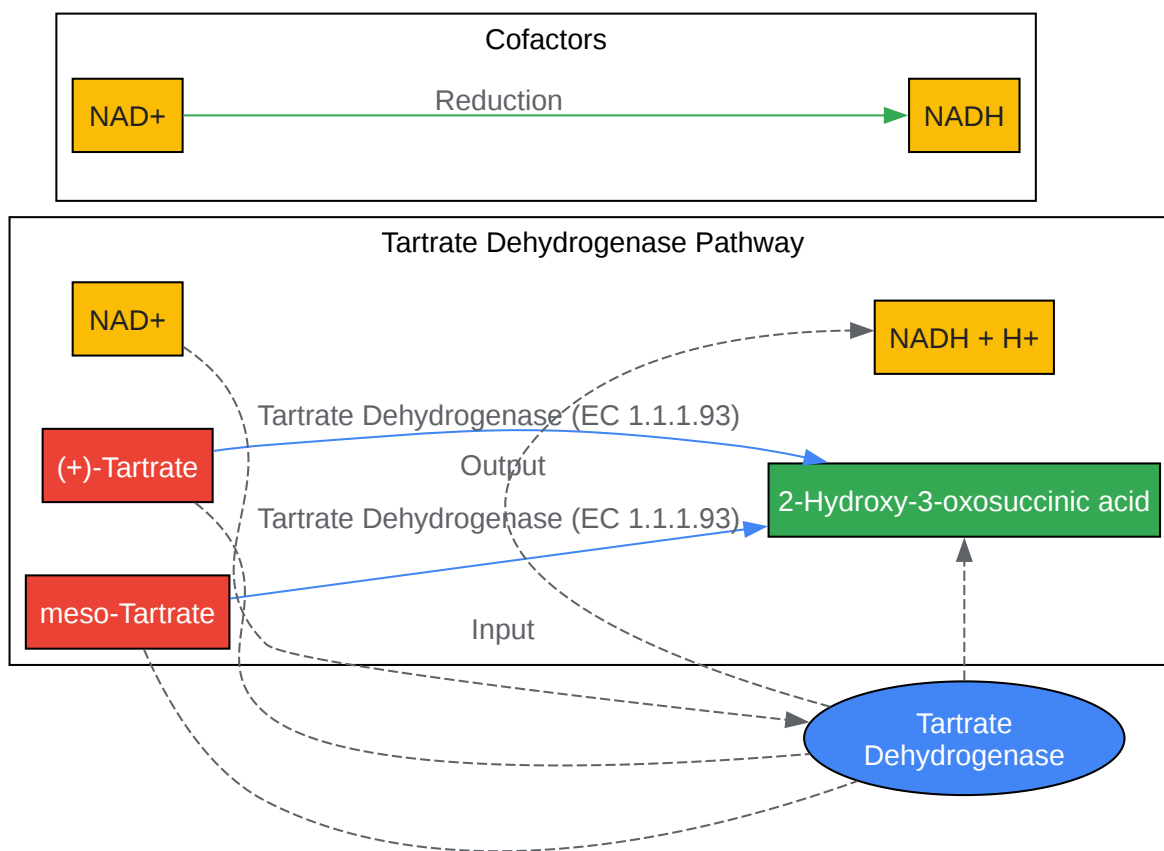 Cofactors
NAD+
Reduction
NADH
Tartrate Dehydrogenase Pathway
NAD+
NADH + H+
Tartrate Dehydrogenase (EC 1.1.1.93)
(+)-Tartrate
Output
2-Hydroxy-3-oxosuccinic acid
Tartrate Dehydrogenase (EC 1.1.1.93)
meso-Tartrate
Input
Tartrate
Dehydrogenase